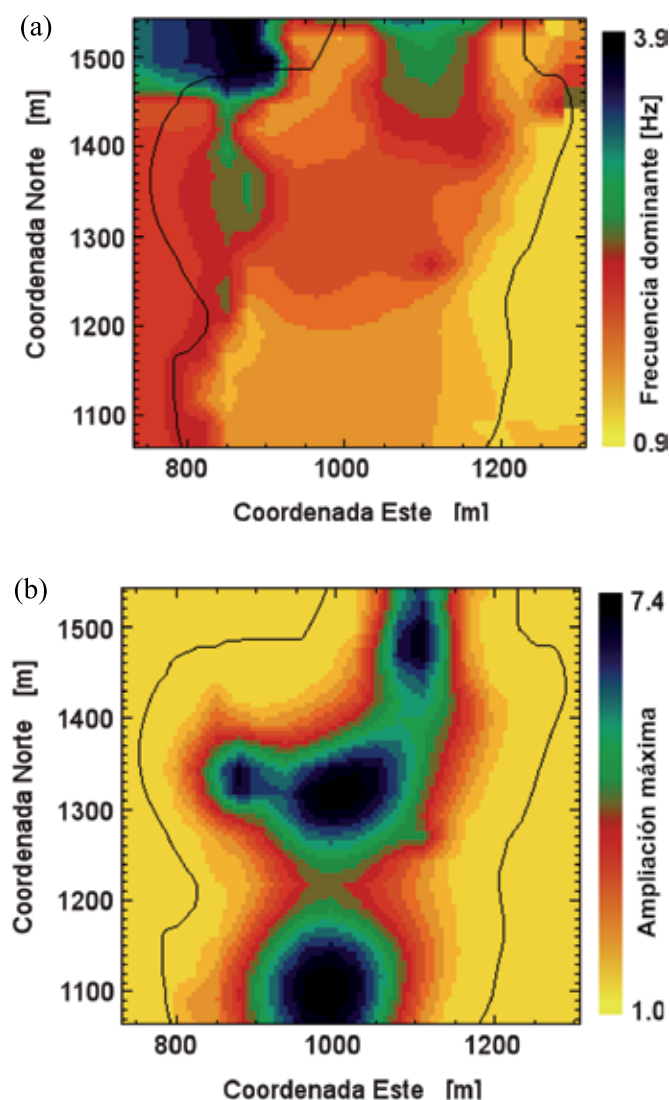 (a)
3.9
1500
1400
1300
1200
1100
Coordenada Norte [m]
Frecuencia dominante [Hz]
0.9
800 1000 1200
Coordenada Este [m]
(b)
7.4
1500
1400
1300
1200
1100
Coordenada Norte [m]
Ampliación máxima
1.0
800 1000 1200
Coordenada Este [m]